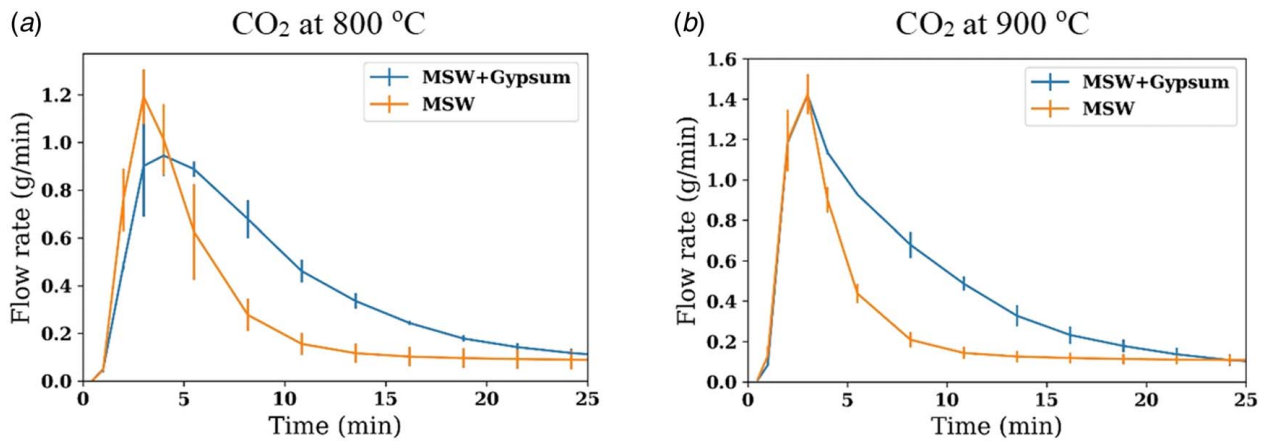 (a)
CO₂ at 800 °C
Flow rate (g/min)
1.2
1.0
0.8
0.6
0.4
0.2
0.0
MSW+Gypsum
MSW
0 5 10 15 20 25
Time (min)
(b)
CO₂ at 900 °C
Flow rate (g/min)
1.6
1.4
1.2
1.0
0.8
0.6
0.4
0.2
0.0
MSW+Gypsum
MSW
0 5 10 15 20 25
Time (min)